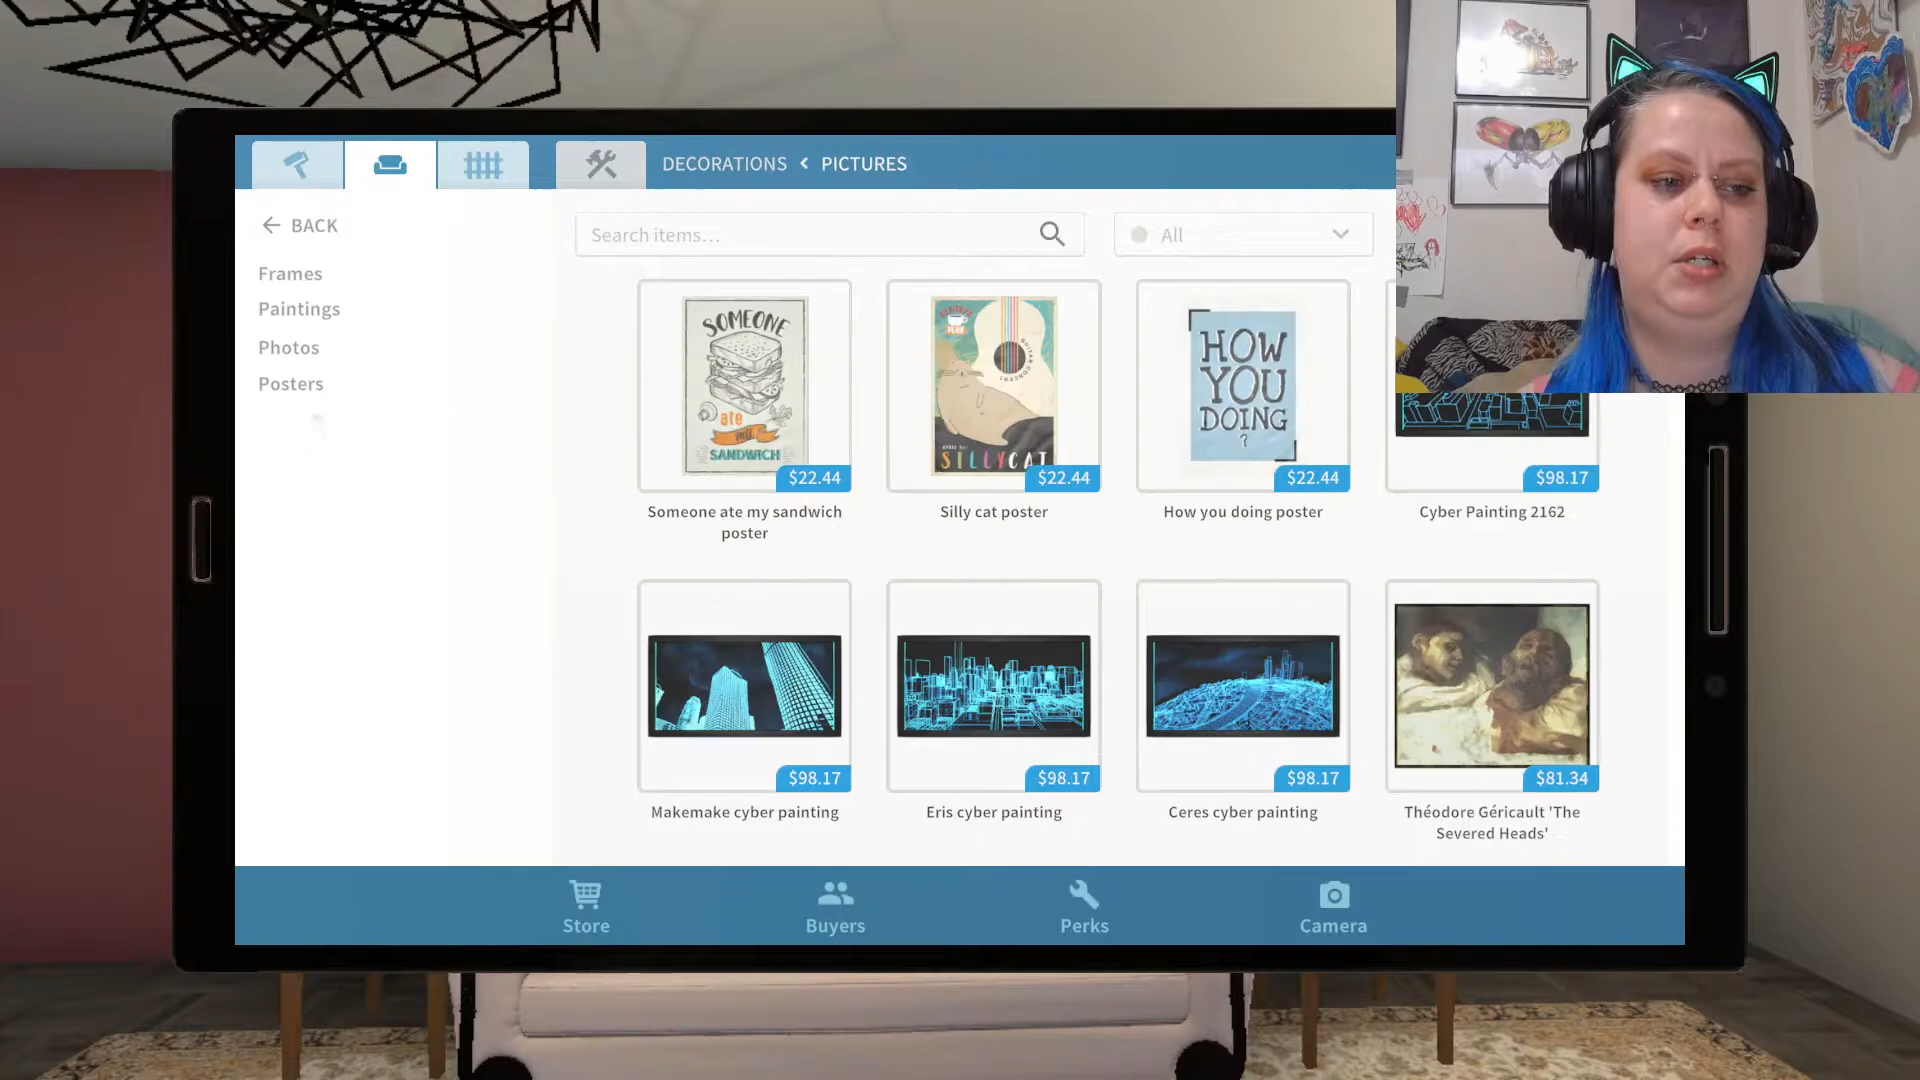 DECORATIONS < PICTURES
BACK
Search items...
All
Frames
Paintings
Photos
Posters
SOMEONE
ate
SANDWICH
$22.44
Someone ate my sandwich
poster
SILLYCAT
$22.44
Silly cat poster
HOW
YOU
DOING
?
$22.44
How you doing poster
$98.17
Cyber Painting 2162
$98.17
Makemake cyber painting
$98.17
Eris cyber painting
$98.17
Ceres cyber painting
$81.34
Théodore Géricault 'The
Severed Heads'
Store
Buyers
Perks
Camera